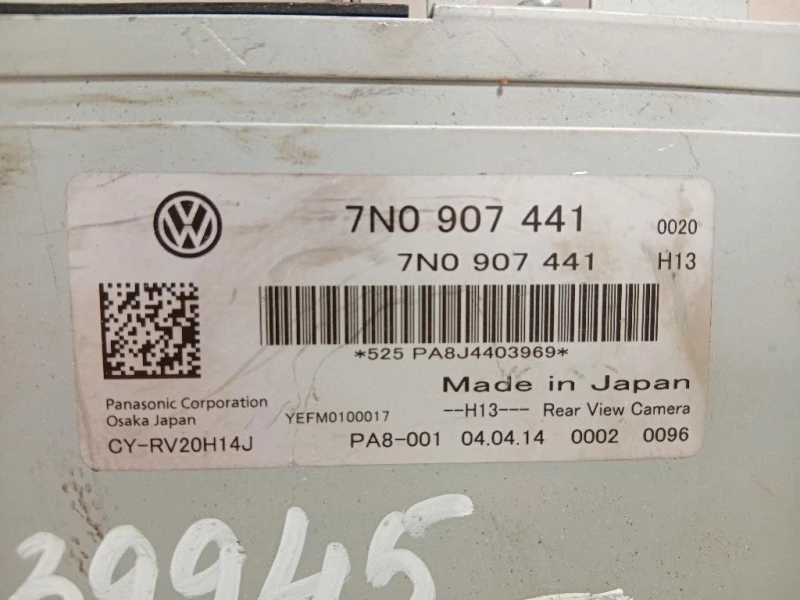 7N0 907 441 0020
7N0 907 441 H13
*525 PA8J4403969*
Made in Japan
Panasonic Corporation
Osaka Japan
YEFM0100017
--H13--- Rear View Camera
CY-RV20H14J
PA8-001 04.04.14 0002 0096
39945